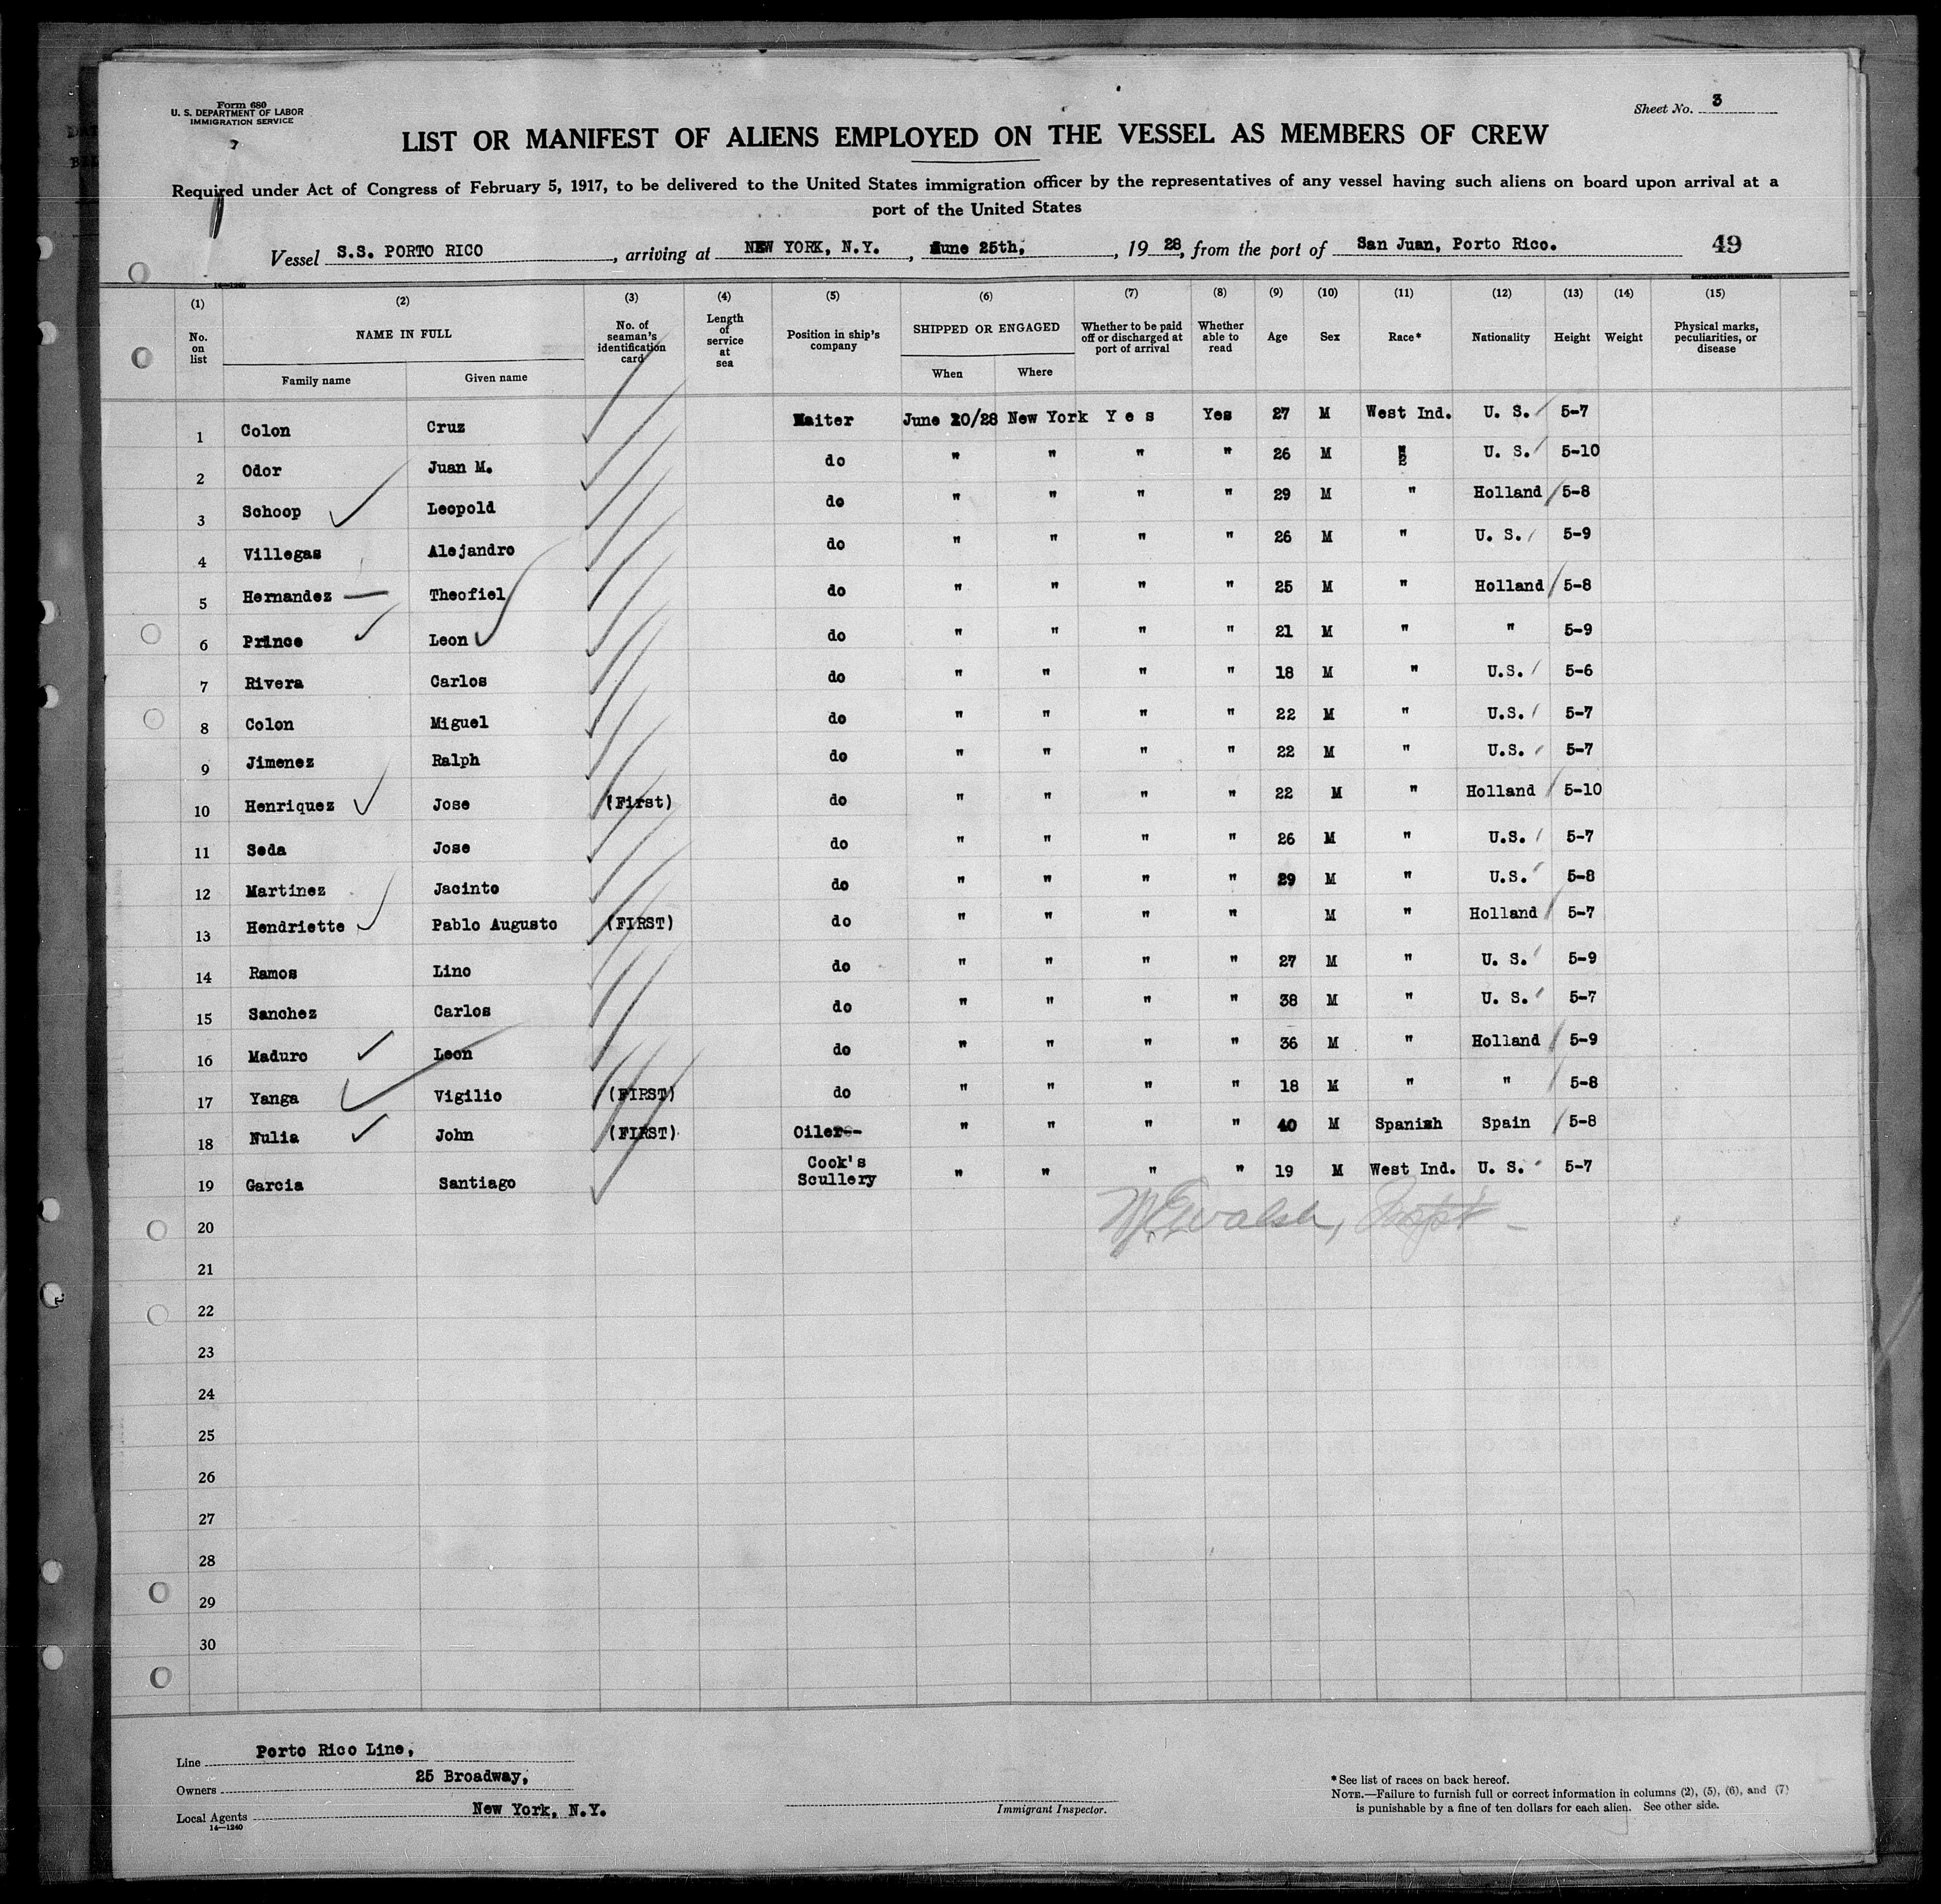 Form 680
U. S. DEPARTMENT OF LABOR
IMMIGRATION SERVICE
Sheet No. 3
LIST OR MANIFEST OF ALIENS EMPLOYED ON THE VESSEL AS MEMBERS OF CREW
Required under Act of Congress of February 5, 1917, to be delivered to the United States immigration officer by the representatives of any vessel having such aliens on board upon arrival at a
port of the United States
Vessel S.S. PORTO RICO, arriving at NEW YORK, N.Y., June 25th, 1928, from the port of San Juan, Porto Rico. 49
(1) (2) (3) (4) (5) (6) (7) (8) (9) (10) (11) (12) (13) (14) (15)
No. on list NAME IN FULL Family name Given name No. of seaman's identification card Length of service at sea Position in ship's company SHIPPED OR ENGAGED When Where Whether to be paid off or discharged at port of arrival Whether able to read Age Sex Race* Nationality Height Weight Physical marks, peculiarities, or disease
1 Colon Cruz Waiter June 20/28 New York Yes Yes 27 M West Ind. U. S. 5-7
2 Odor Juan M. do " " " " 26 M U. S. 5-10
3 Schoop Leopold do " " " " 29 M " Holland 5-8
4 Villegas Alejandro do " " " " 26 M " U. S. 5-9
5 Hernandez Theofiel do " " " " 25 M " Holland 5-8
6 Prince Leon do " " " " 21 M " " 5-9
7 Rivera Carlos do " " " " 18 M " U.S. 5-6
8 Colon Miguel do " " " " 22 M " U.S. 5-7
9 Jimenez Ralph do " " " " 22 M " U.S. 5-7
10 Henriquez Jose (First) do " " " " 22 M " Holland 5-10
11 Seda Jose do " " " " 26 M " U.S. 5-7
12 Martinez Jacinto do " " " " 29 M " U.S. 5-8
13 Hendriette Pablo Augusto (FIRST) do " " " " M " Holland 5-7
14 Ramos Lino do " " " " 27 M " U. S. 5-9
15 Sanchez Carlos do " " " " 38 M " U. S. 5-7
16 Maduro Leon do " " " " 36 M " Holland 5-9
17 Yanga Vigilio (FIRST) do " " " " 18 M " " 5-8
18 Nulia John (FIRST) Oiler-- " " " " 40 M Spanish Spain 5-8
19 Garcia Santiago Cook's Scullery " " " " 19 M West Ind. U. S. 5-7
20
21
22
23
24
25
26
27
28
29
30
Line Porto Rico Line,
Owners 25 Broadway,
Local Agents New York, N.Y.
14—1240
Immigrant Inspector.
*See list of races on back hereof.
NOTE.—Failure to furnish full or correct information in columns (2), (5), (6), and (7)
is punishable by a fine of ten dollars for each alien. See other side.